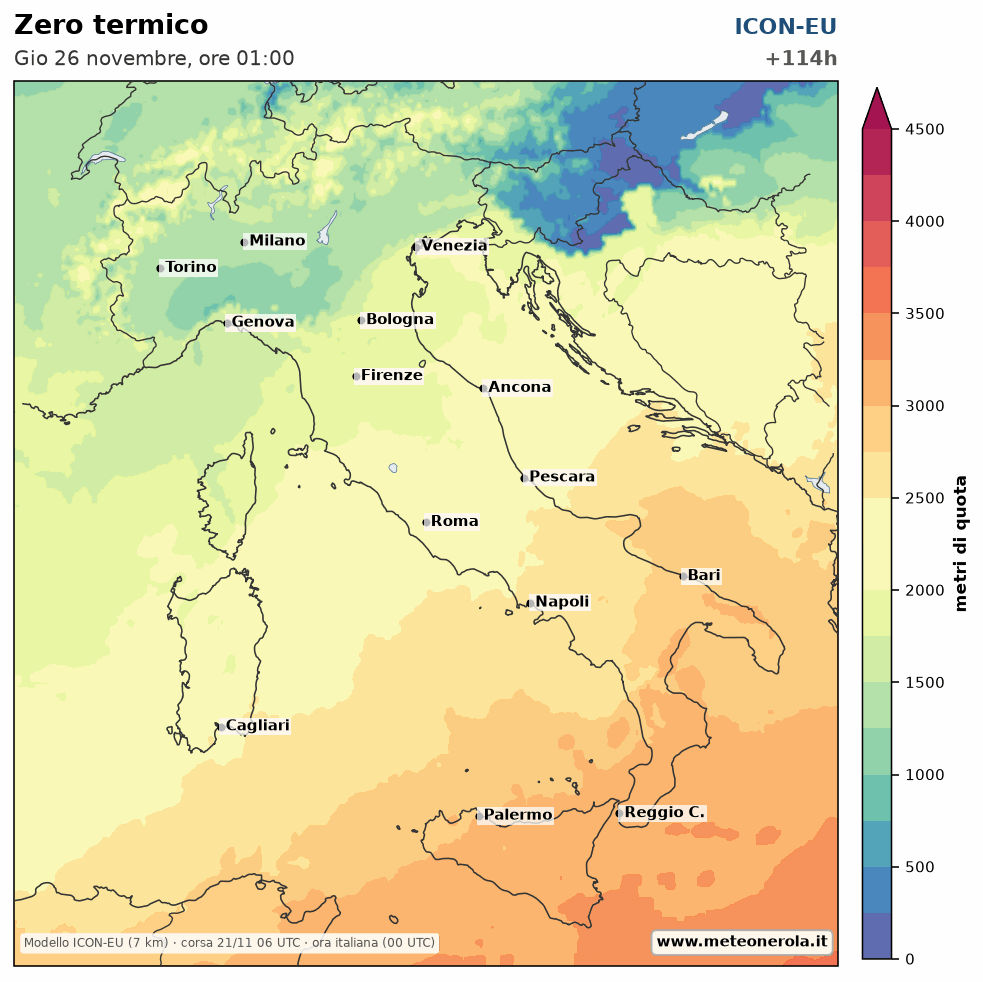 Zero termico
ICON-EU
Gio 26 novembre, ore 01:00
+114h
4500
4000
3500
3000
2500
2000
1500
1000
500
0
metri di quota
Milano
Venezia
Torino
Genova
Bologna
Firenze
Ancona
Pescara
Roma
Bari
Napoli
Cagliari
Palermo
Reggio C.
Modello ICON-EU (7 km) · corsa 21/11 06 UTC · ora italiana (00 UTC)
www.meteonerola.it